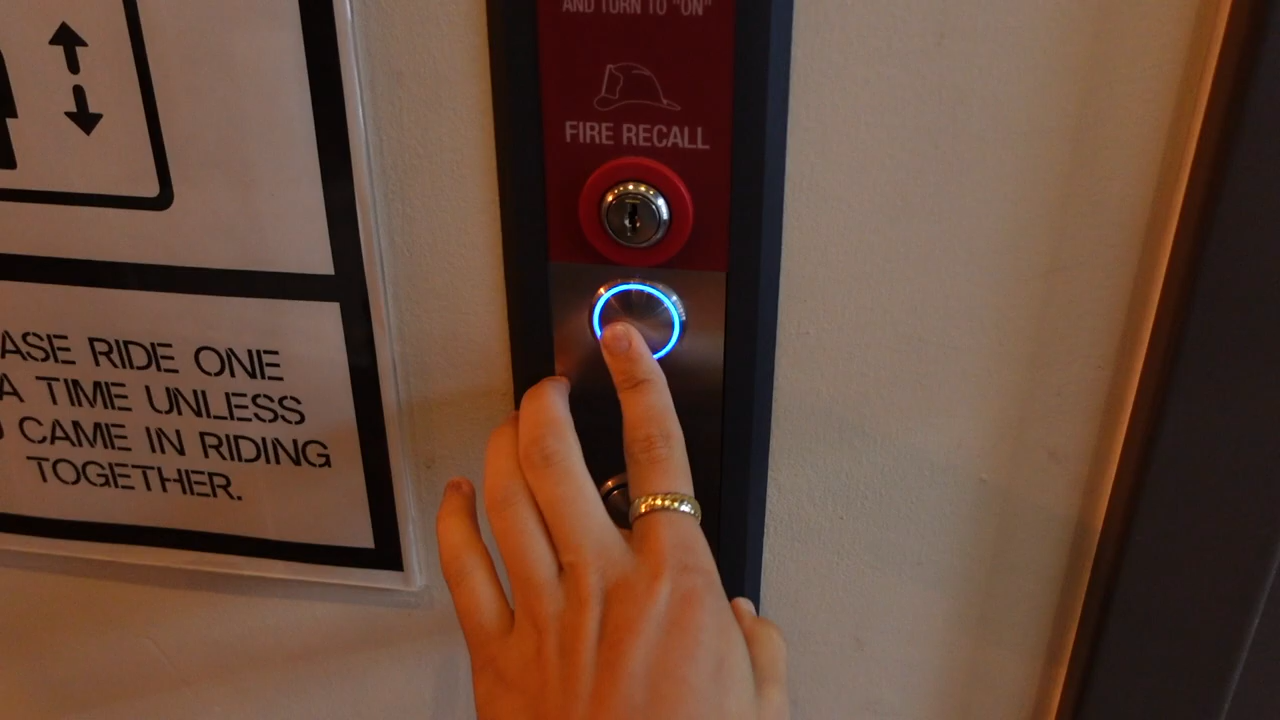 AND TURN TO "ON"
FIRE RECALL
ASE RIDE ONE
A TIME UNLESS
CAME IN RIDING
TOGETHER.